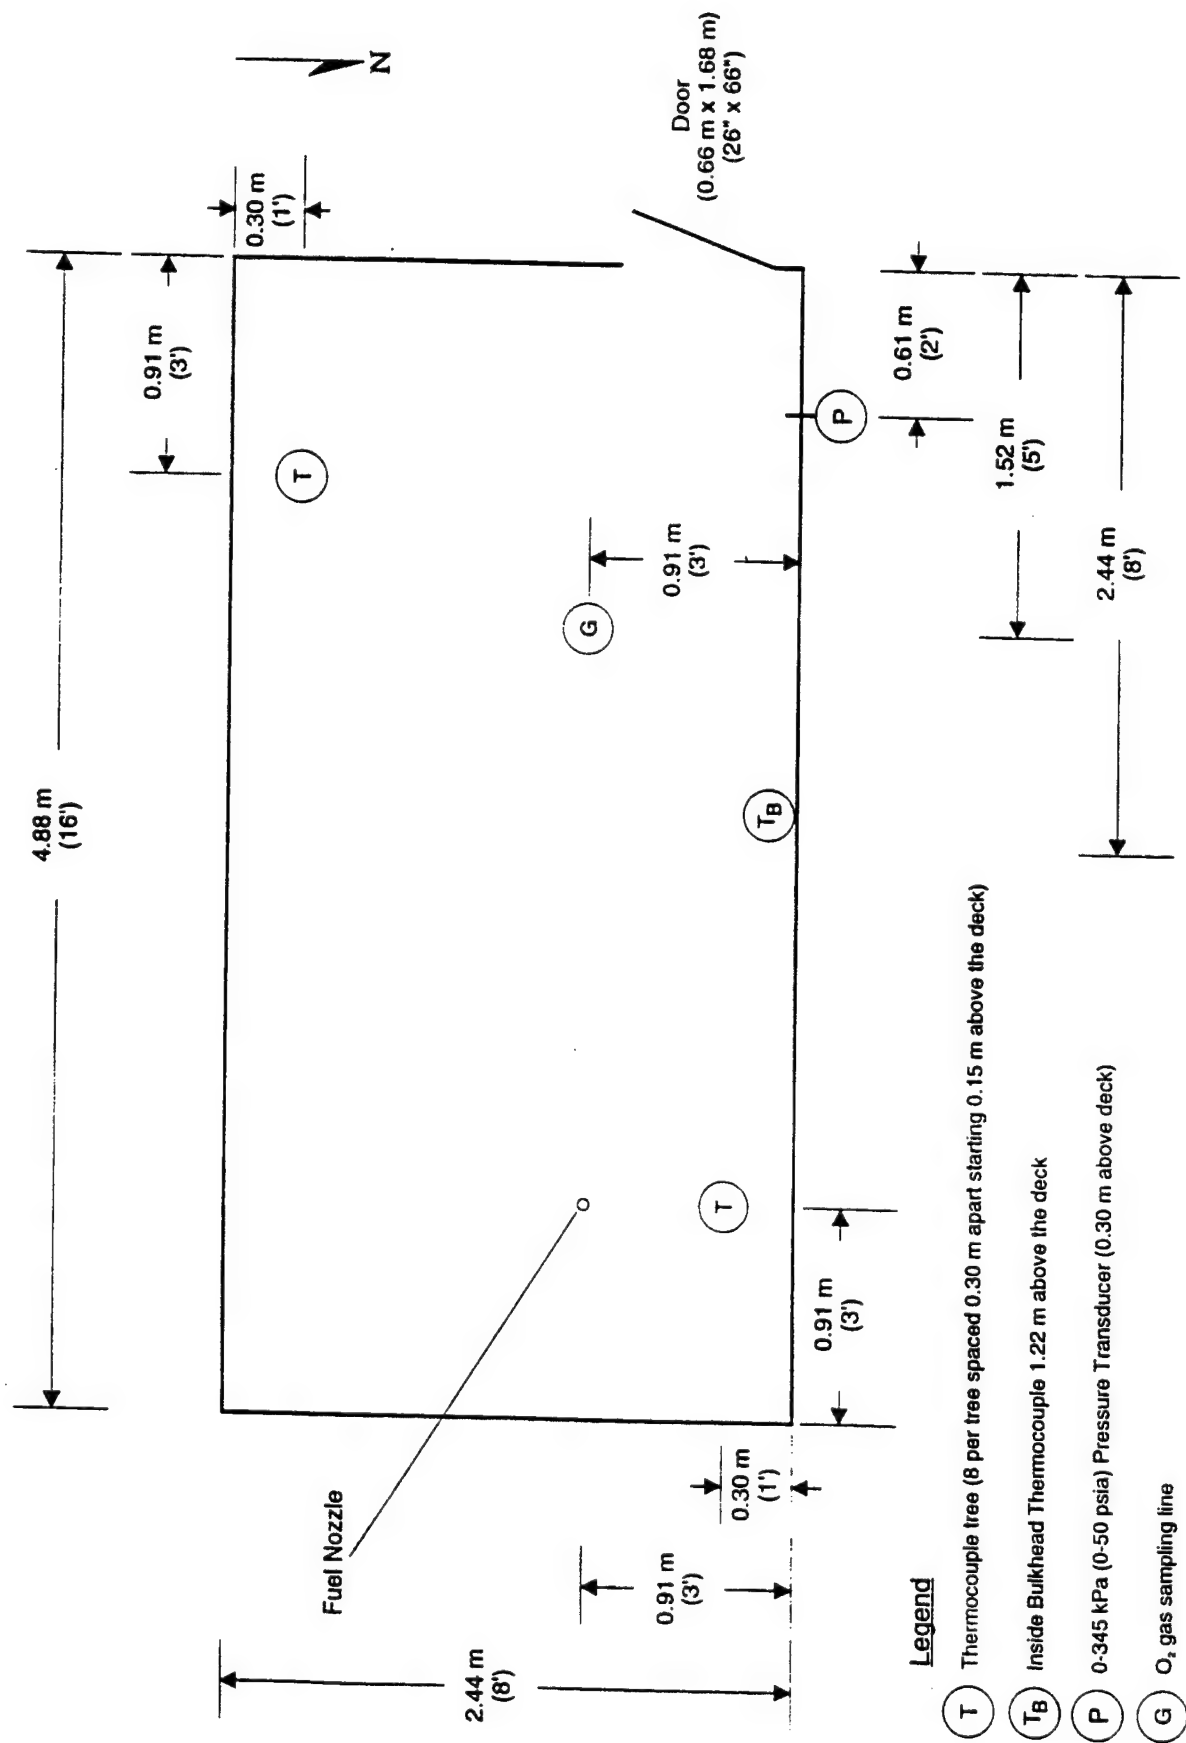 N
4.88 m
(16')
0.91 m
(3')
0.30 m
(1')
Door
(0.66 m x 1.68 m)
(26" x 66")
T
G
0.91 m
(3')
P
0.61 m
(2')
1.52 m
(5')
2.44 m
(8')
TB
T
Fuel Nozzle
0.91 m
(3')
0.30 m
(1')
0.91 m
(3')
2.44 m
(8')
Legend
T Thermocouple tree (8 per tree spaced 0.30 m apart starting 0.15 m above the deck)
TB Inside Bulkhead Thermocouple 1.22 m above the deck
P 0-345 kPa (0-50 psia) Pressure Transducer (0.30 m above deck)
G O₂ gas sampling line